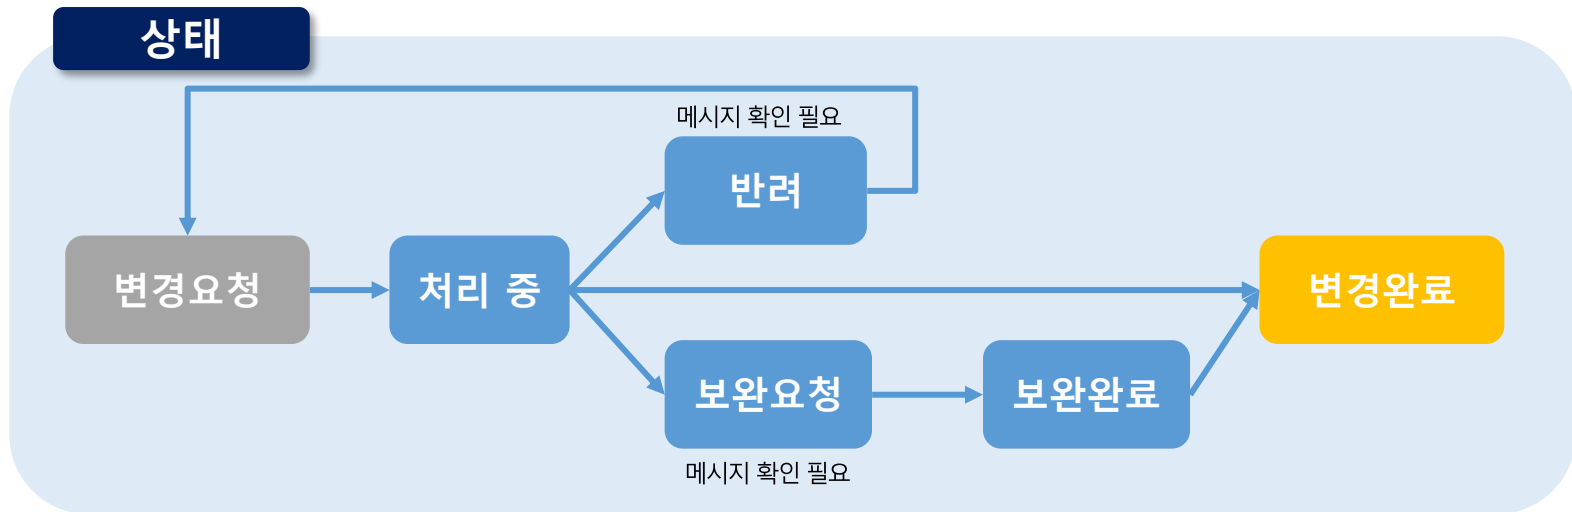 상태
메시지 확인 필요
반려
변경요청
처리 중
변경완료
보완요청
보완완료
메시지 확인 필요